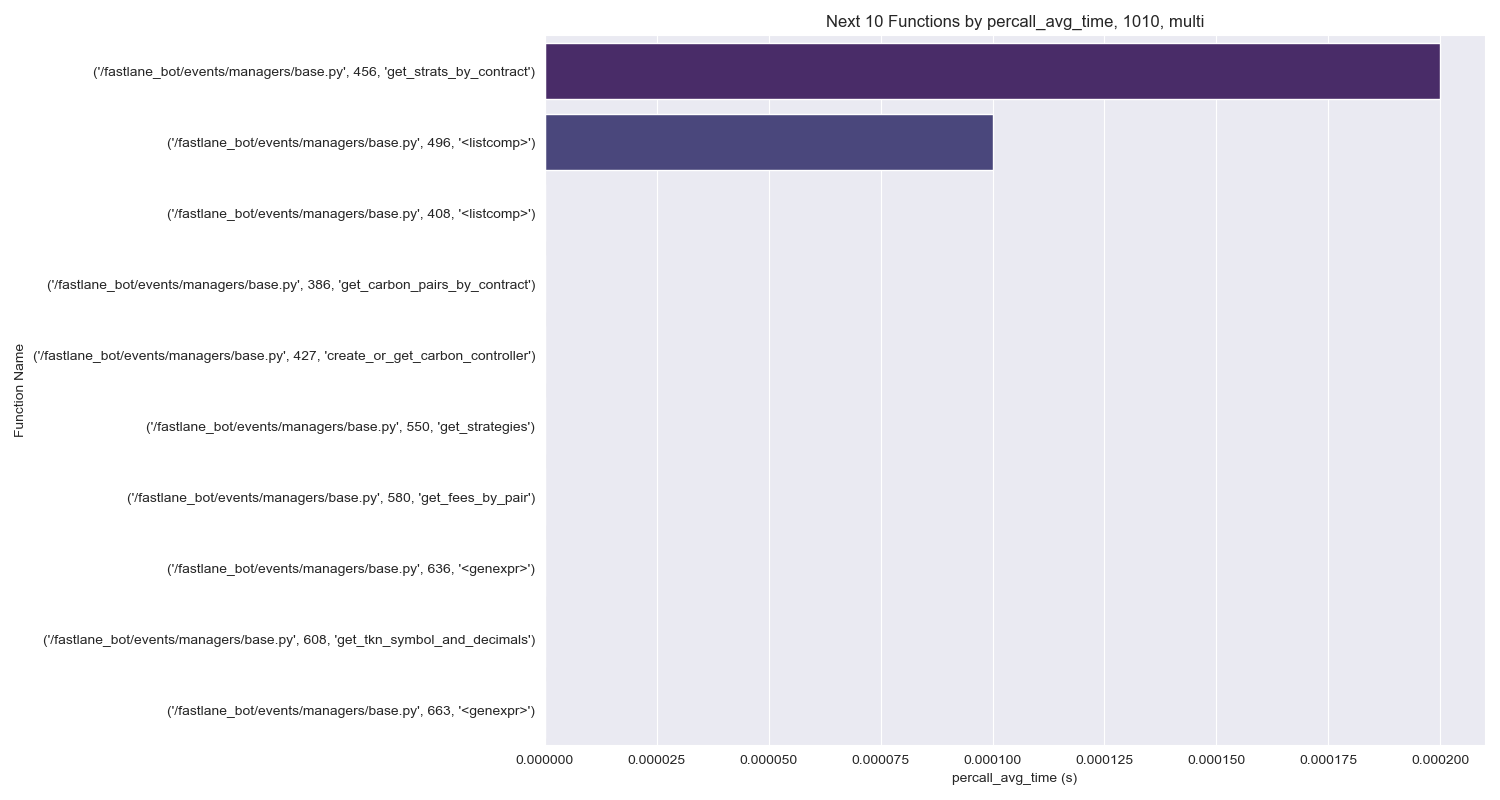 Next 10 Functions by percall_avg_time, 1010, multi
Function Name
('/fastlane_bot/events/managers/base.py', 456, 'get_strats_by_contract')
('/fastlane_bot/events/managers/base.py', 496, '<listcomp>')
('/fastlane_bot/events/managers/base.py', 408, '<listcomp>')
('/fastlane_bot/events/managers/base.py', 386, 'get_carbon_pairs_by_contract')
('/fastlane_bot/events/managers/base.py', 427, 'create_or_get_carbon_controller')
('/fastlane_bot/events/managers/base.py', 550, 'get_strategies')
('/fastlane_bot/events/managers/base.py', 580, 'get_fees_by_pair')
('/fastlane_bot/events/managers/base.py', 636, '<genexpr>')
('/fastlane_bot/events/managers/base.py', 608, 'get_tkn_symbol_and_decimals')
('/fastlane_bot/events/managers/base.py', 663, '<genexpr>')
0.000000 0.000025 0.000050 0.000075 0.000100 0.000125 0.000150 0.000175 0.000200
percall_avg_time (s)